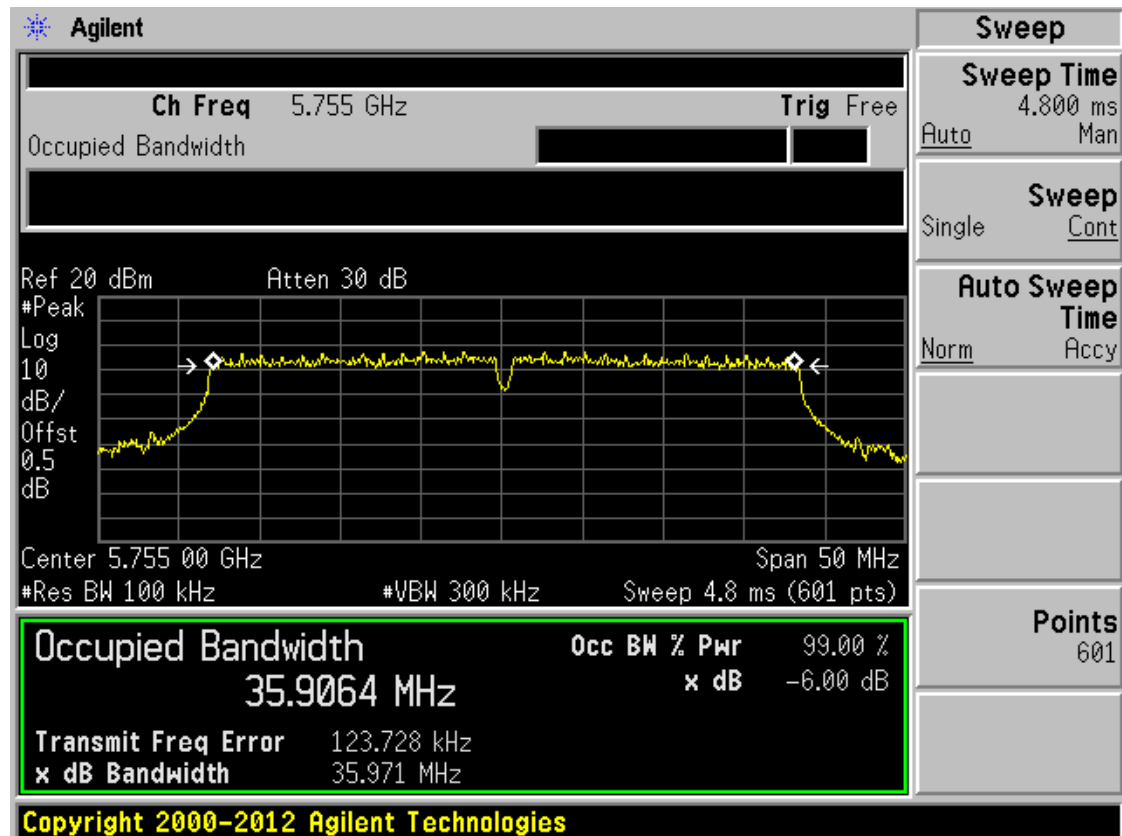 Agilent
Ch Freq 5.755 GHz Trig Free
Occupied Bandwidth
Ref 20 dBm Atten 30 dB
#Peak
Log
10
dB/
Offst
0.5
dB
Center 5.755 00 GHz Span 50 MHz
#Res BW 100 kHz #VBW 300 kHz Sweep 4.8 ms (601 pts)
Occupied Bandwidth Occ BW % Pwr 99.00 %
35.9064 MHz x dB -6.00 dB
Transmit Freq Error 123.728 kHz
x dB Bandwidth 35.971 MHz
Copyright 2000-2012 Agilent Technologies
Sweep
Sweep Time
4.800 ms
Auto Man
Sweep
Single Cont
Auto Sweep
Time
Norm Accy
Points
601